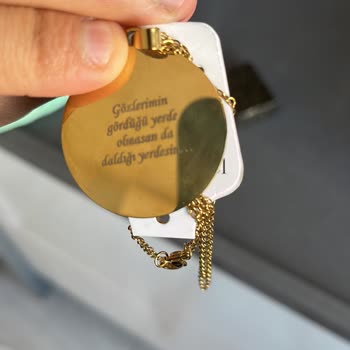 Gözlerimin
gördüğü yerde
olmasan da
daldığı yerdesin...